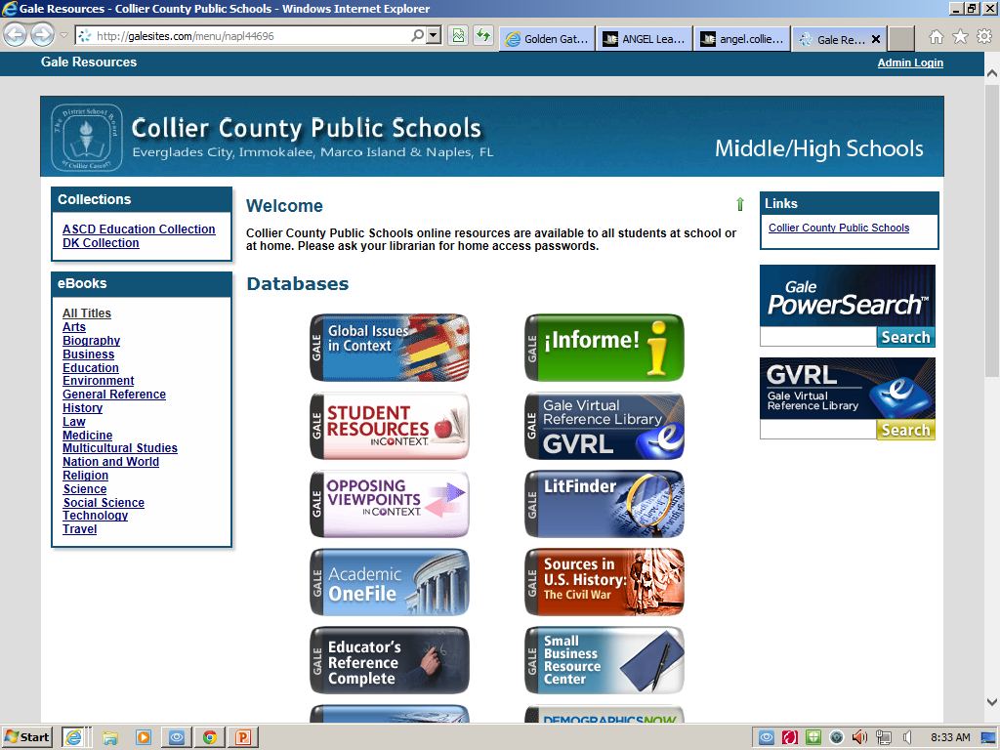 Gale Resources - Collier County Public Schools - Windows Internet Explorer
http://galesites.com/menu/napl44696
Golden Gat...
ANGEL Lea...
angel.collie...
Gale Re...
Gale Resources
Admin Login
The District School Board
of Collier County
Collier County Public Schools
Everglades City, Immokalee, Marco Island & Naples, FL
Middle/High Schools
Collections
ASCD Education Collection
DK Collection
eBooks
All Titles
Arts
Biography
Business
Education
Environment
General Reference
History
Law
Medicine
Multicultural Studies
Nation and World
Religion
Science
Social Science
Technology
Travel
Welcome
Collier County Public Schools online resources are available to all students at school or
at home. Please ask your librarian for home access passwords.
Databases
GALE
Global Issues
in Context
GALE
¡Informe!
GALE
STUDENT
RESOURCES
IN CONTEXT
GALE
Gale Virtual
Reference Library
GVRL
GALE
OPPOSING
VIEWPOINTS
IN CONTEXT
GALE
LitFinder
GALE
Academic
OneFile
GALE
Sources in
U.S. History:
The Civil War
GALE
Educator's
Reference
Complete
GALE
Small
Business
Resource
Center
DEMOGRAPHICSNOW
Links
Collier County Public Schools
Gale
PowerSearch™
Search
GVRL
Gale Virtual
Reference Library
Search
Start
8:33 AM